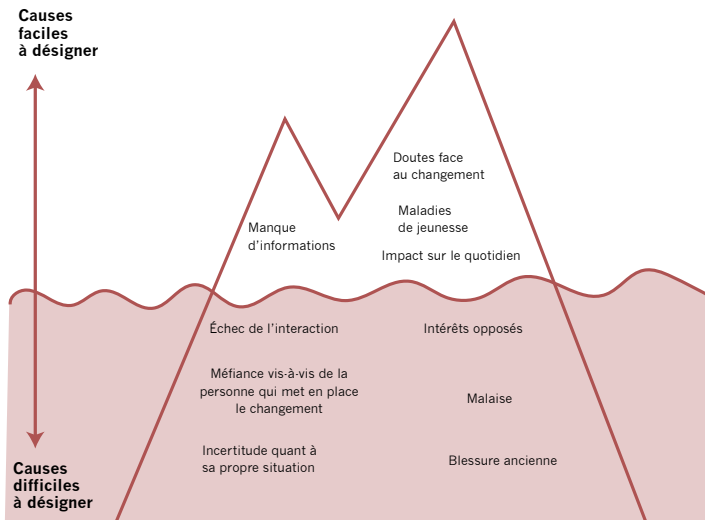 Causes
faciles
à désigner
Doutes face
au changement
Maladies
de jeunesse
Manque
d’informations
Impact sur le quotidien
Échec de l’interaction
Intérêts opposés
Méfiance vis-à-vis de la
personne qui met en place
le changement
Malaise
Incertitude quant à
sa propre situation
Blessure ancienne
Causes
difficiles
à désigner